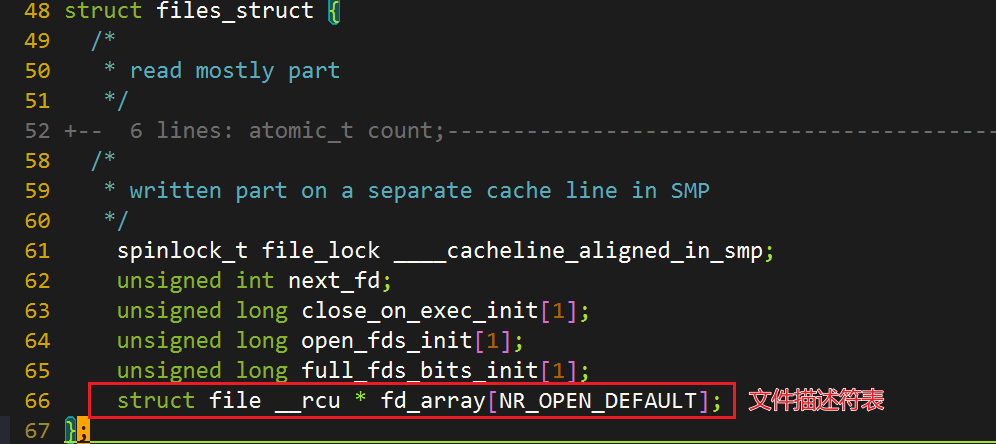 48 struct files_struct {
49 /*
50 * read mostly part
51 */
52 +-- 6 lines: atomic_t count;------------------------------------------
58 /*
59 * written part on a separate cache line in SMP
60 */
61 spinlock_t file_lock ____cacheline_aligned_in_smp;
62 unsigned int next_fd;
63 unsigned long close_on_exec_init[1];
64 unsigned long open_fds_init[1];
65 unsigned long full_fds_bits_init[1];
66 struct file __rcu * fd_array[NR_OPEN_DEFAULT]; 文件描述符表
67 };